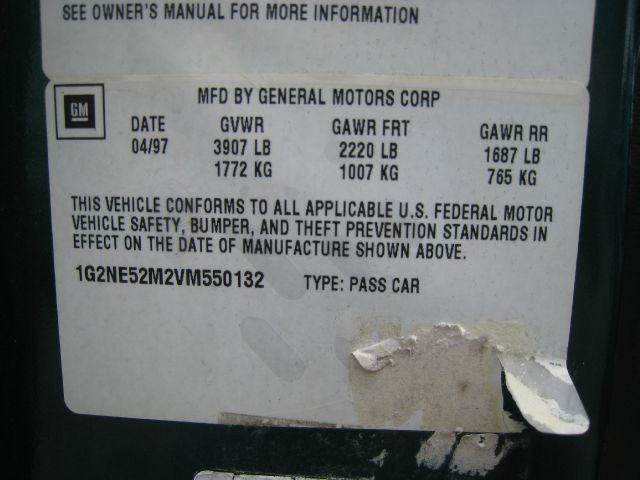 SEE OWNER'S MANUAL FOR MORE INFORMATION
GM
MFD BY GENERAL MOTORS CORP
DATE GVWR GAWR FRT GAWR RR
04/97 3907 LB 2220 LB 1687 LB
1772 KG 1007 KG 765 KG
THIS VEHICLE CONFORMS TO ALL APPLICABLE U.S. FEDERAL MOTOR
VEHICLE SAFETY, BUMPER, AND THEFT PREVENTION STANDARDS IN
EFFECT ON THE DATE OF MANUFACTURE SHOWN ABOVE.
1G2NE52M2VM550132 TYPE: PASS CAR